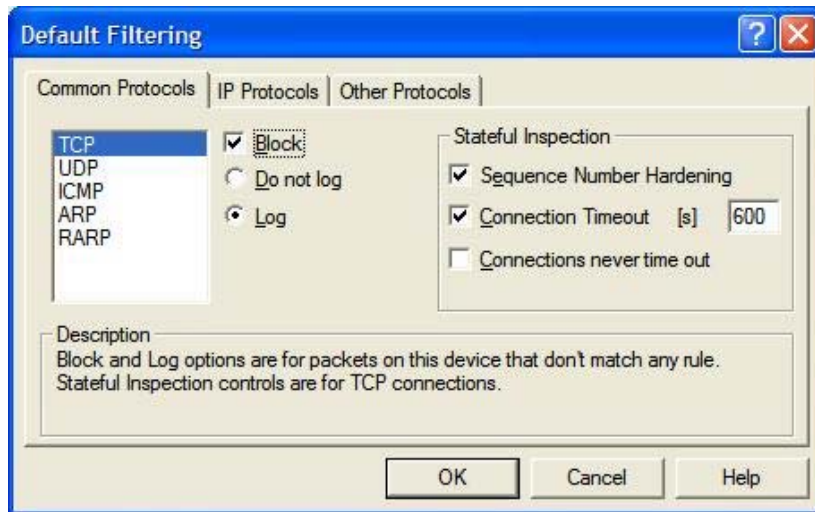 Default Filtering
Common Protocols
IP Protocols
Other Protocols
TCP
UDP
ICMP
ARP
RARP
Block
Do not log
Log
Stateful Inspection
Sequence Number Hardening
Connection Timeout [s] 600
Connections never time out
Description
Block and Log options are for packets on this device that don't match any rule.
Stateful Inspection controls are for TCP connections.
OK
Cancel
Help